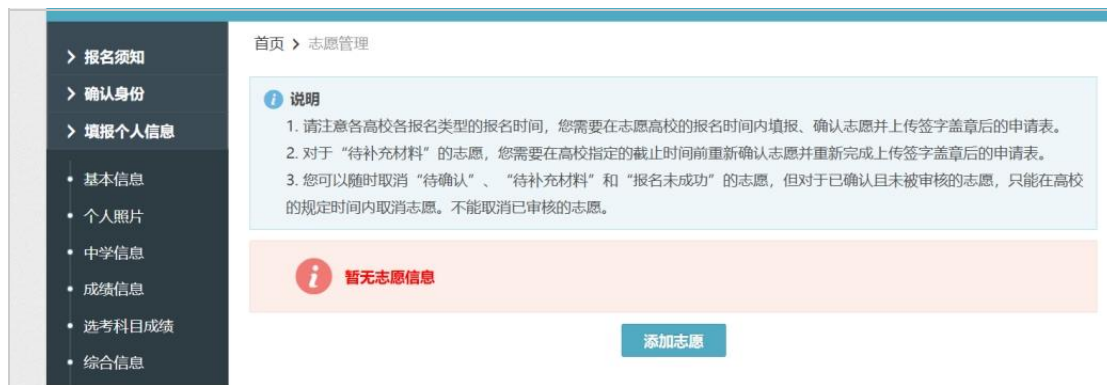 报名须知
确认身份
填报个人信息
基本信息
个人照片
中学信息
成绩信息
选考科目成绩
综合信息
首页 > 志愿管理
说明
1. 请注意各高校各报名类型的报名时间，您需要在志愿高校的报名时间内填报、确认志愿并上传签字盖章后的申请表。
2. 对于“待补充材料”的志愿，您需要在高校指定的截止时间前重新确认志愿并重新完成上传签字盖章后的申请表。
3. 您可以随时取消“待确认”、“待补充材料”和“报名未成功”的志愿，但对于已确认且未被审核的志愿，只能在高校
的规定时间内取消志愿。不能取消已审核的志愿。
暂无志愿信息
添加志愿